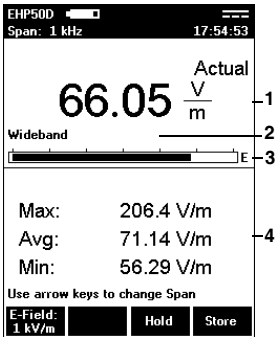 EHP50D
Span: 1 kHz 17:54:53
Actual
66.05 V/m 1
Wideband 2
E 3
Max: 206.4 V/m
Avg: 71.14 V/m 4
Min: 56.29 V/m
Use arrow keys to change Span
E-Field: 1 kV/m Hold Store